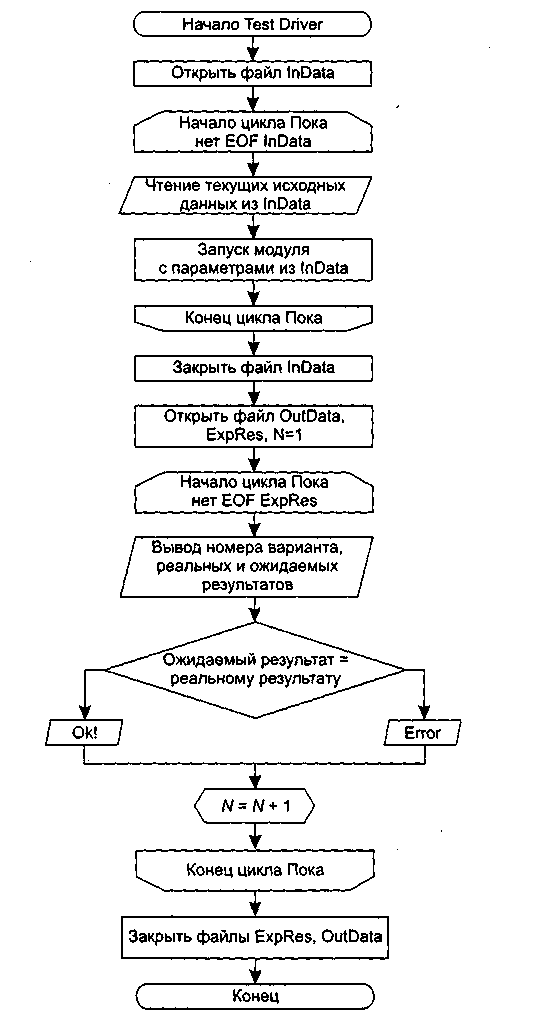 Начало Test Driver
Открыть файл InData
Начало цикла Пока
нет EOF InData
Чтение текущих исходных
данных из InData
Запуск модуля
с параметрами из InData
Конец цикла Пока
Закрыть файл InData
Открыть файл OutData,
ExpRes, N=1
Начало цикла Пока
нет EOF ExpRes
Вывод номера варианта,
реальных и ожидаемых
результатов
Ожидаемый результат =
реальному результату
Ok!
Error
N = N + 1
Конец цикла Пока
Закрыть файлы ExpRes, OutData
Конец